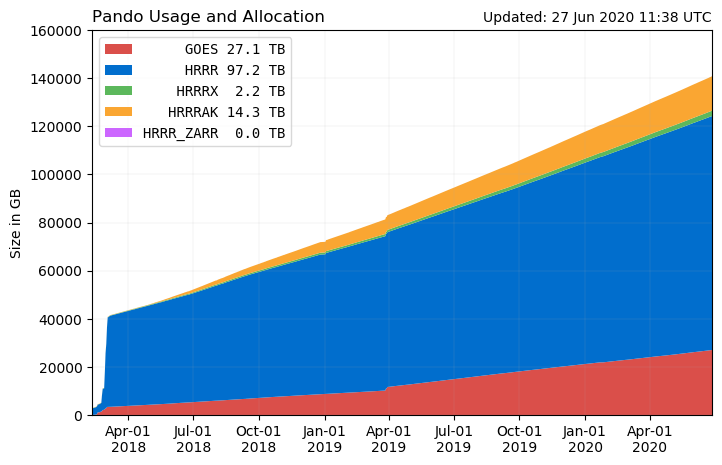 Pando Usage and Allocation
Updated: 27 Jun 2020 11:38 UTC
160000
140000
120000
100000
80000
60000
40000
20000
0
Size in GB
GOES 27.1 TB
HRRR 97.2 TB
HRRRX 2.2 TB
HRRRAK 14.3 TB
HRRR_ZARR 0.0 TB
Apr-01 Jul-01 Oct-01 Jan-01 Apr-01 Jul-01 Oct-01 Jan-01 Apr-01
2018 2018 2018 2019 2019 2019 2019 2020 2020